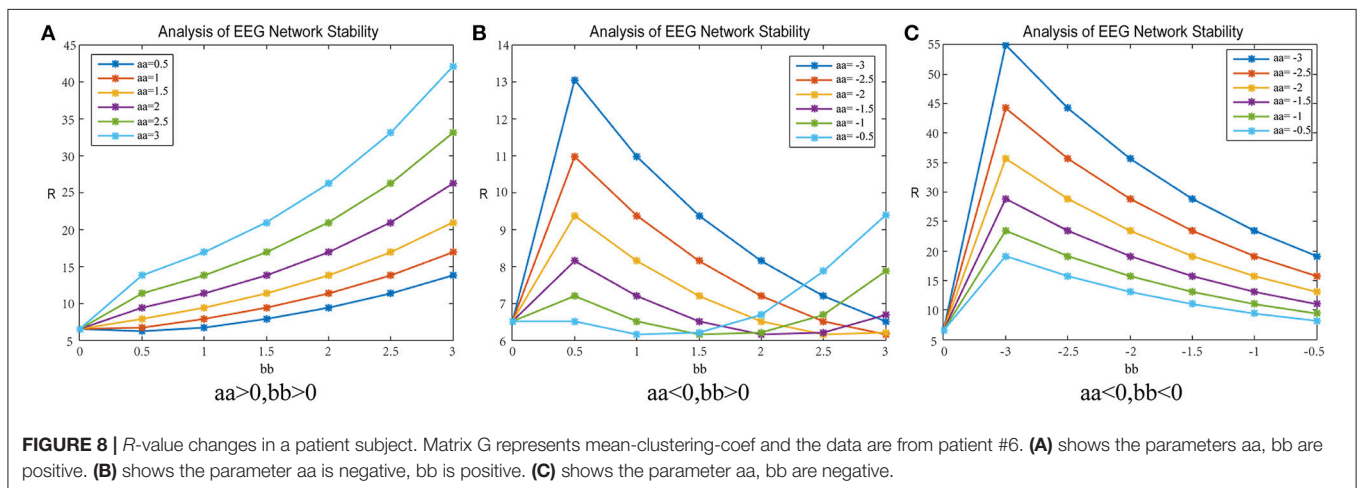 A
Analysis of EEG Network Stability
45
40
35
30
25
20
15
10
5
R
aa=0.5
aa=1
aa=1.5
aa=2
aa=2.5
aa=3
0 0.5 1 1.5 2 2.5 3
bb
aa>0,bb>0
B
Analysis of EEG Network Stability
14
13
12
11
10
9
8
7
6
R
aa= -3
aa= -2.5
aa= -2
aa= -1.5
aa= -1
aa= -0.5
0 0.5 1 1.5 2 2.5 3
bb
aa<0,bb>0
C
Analysis of EEG Network Stability
55
50
45
40
35
30
25
20
15
10
5
R
aa= -3
aa= -2.5
aa= -2
aa= -1.5
aa= -1
aa= -0.5
0 -3 -2.5 -2 -1.5 -1 -0.5
bb
aa<0,bb<0
FIGURE 8 | R-value changes in a patient subject. Matrix G represents mean-clustering-coef and the data are from patient #6. (A) shows the parameters aa, bb are
positive. (B) shows the parameter aa is negative, bb is positive. (C) shows the parameter aa, bb are negative.